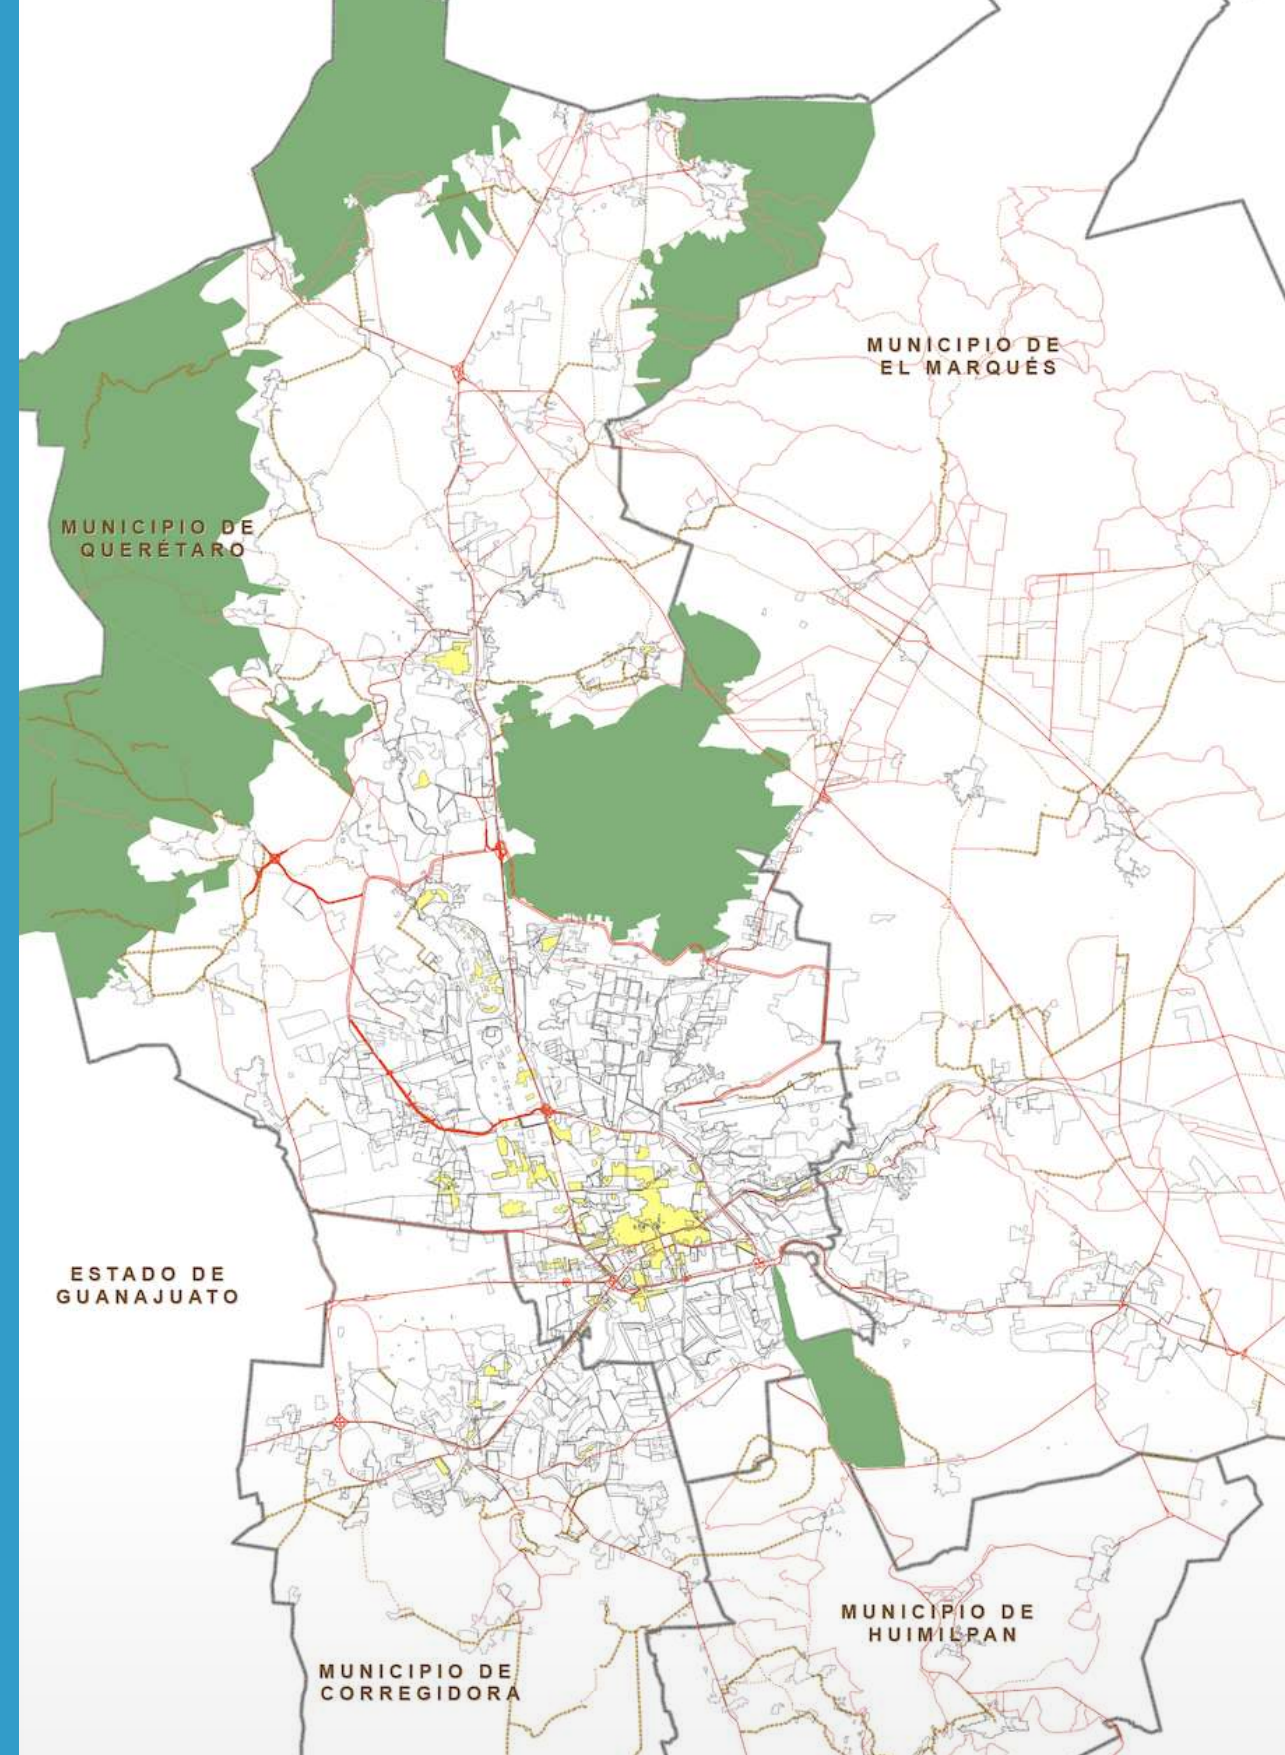 MUNICIPIO DE
EL MARQUÉS
MUNICIPIO DE
QUERÉTARO
ESTADO DE
GUANAJUATO
MUNICIPIO DE
HUIMILPAN
MUNICIPIO DE
CORREGIDORA